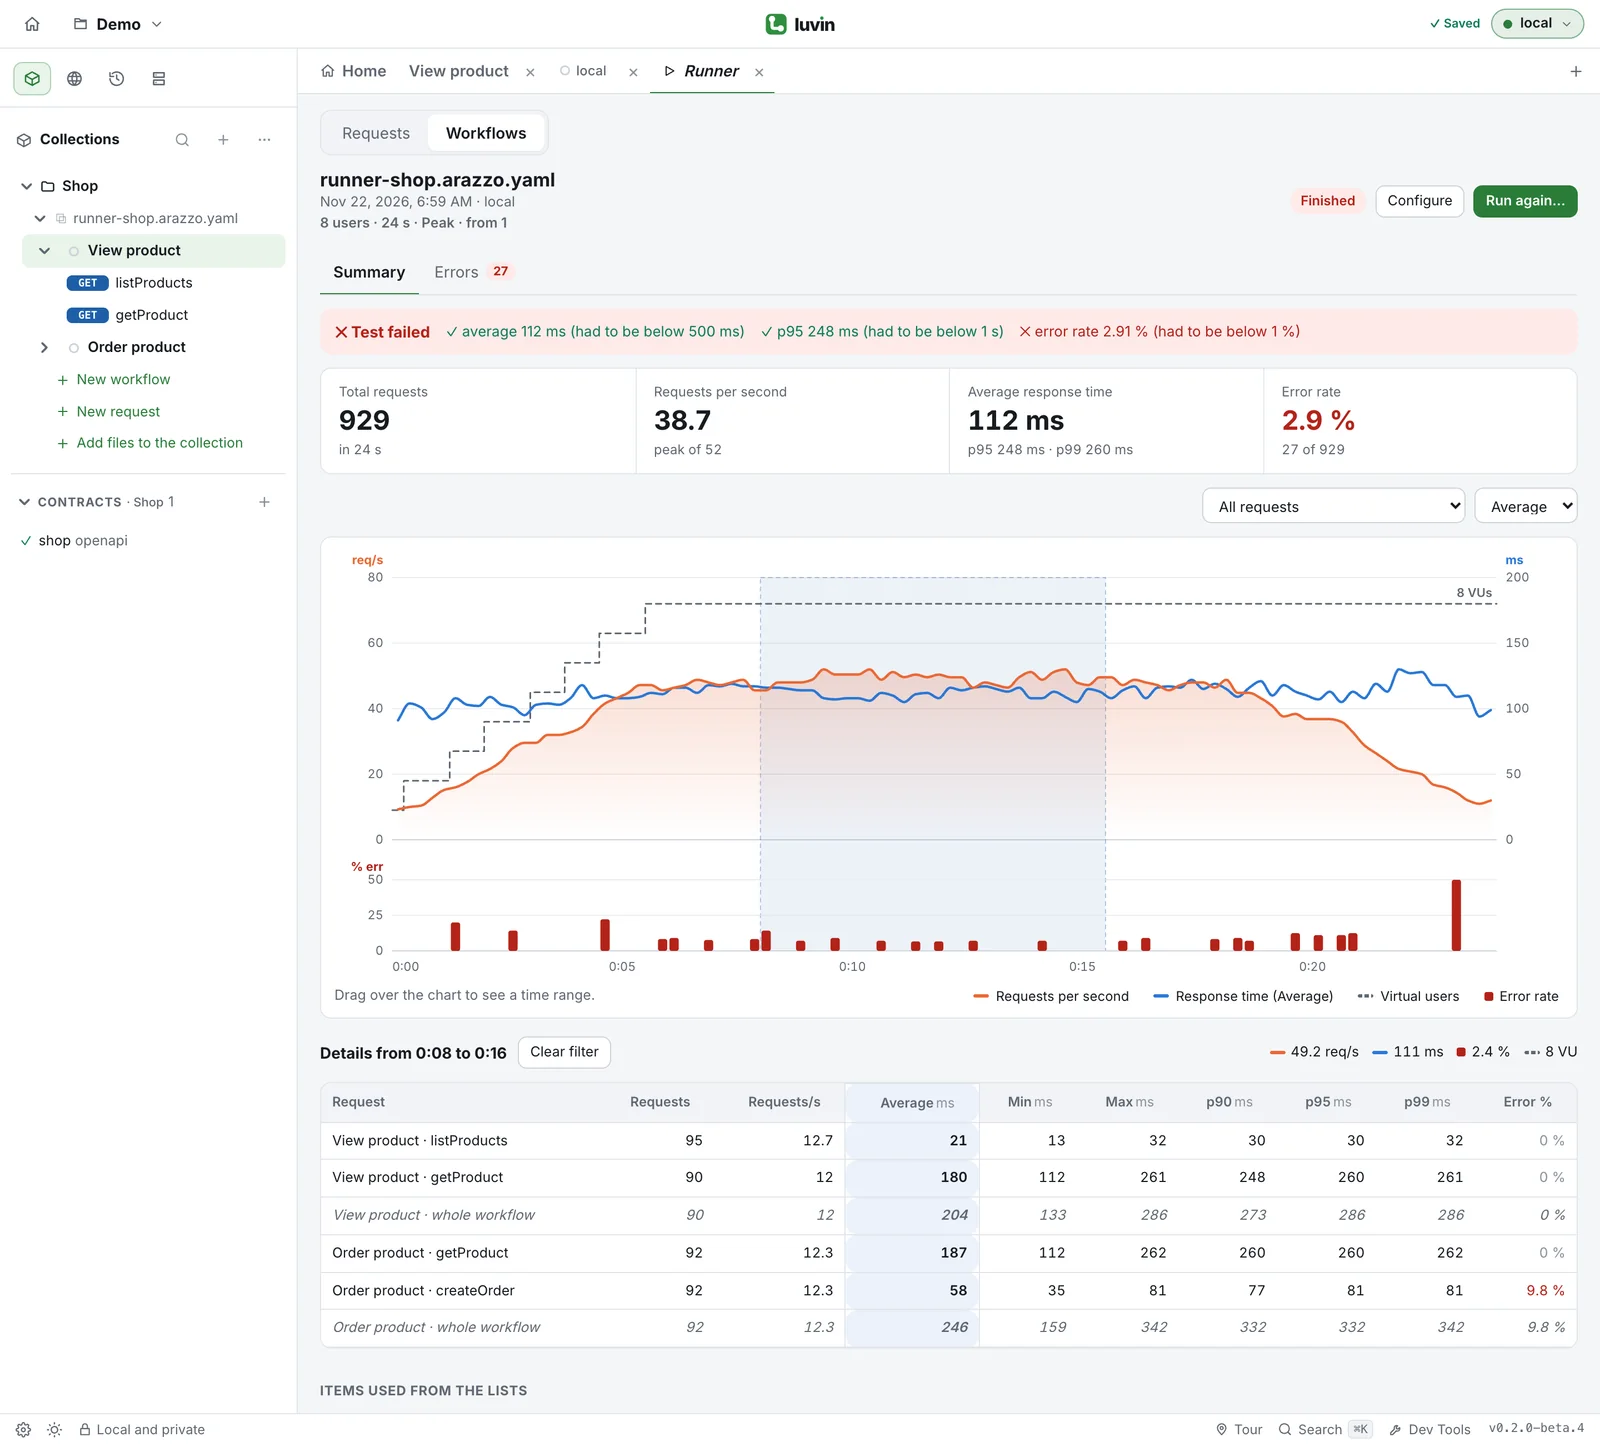 Demo
luvin
Saved
local
Home
View product
local
Runner
Collections
Shop
runner-shop.arazzo.yaml
View product
GET listProducts
GET getProduct
Order product
+ New workflow
+ New request
+ Add files to the collection
CONTRACTS · Shop 1
shop openapi
Requests
Workflows
runner-shop.arazzo.yaml
Nov 22, 2026, 6:59 AM · local
8 users · 24 s · Peak · from 1
Finished
Configure
Run again...
Summary
Errors 27
Test failed
average 112 ms (had to be below 500 ms)
p95 248 ms (had to be below 1 s)
error rate 2.91 % (had to be below 1 %)
Total requests
929
in 24 s
Requests per second
38.7
peak of 52
Average response time
112 ms
p95 248 ms · p99 260 ms
Error rate
2.9 %
27 of 929
All requests
Average
req/s
80
60
40
20
0
ms
200
150
100
50
0
8 VUs
% err
50
25
0
0:00 0:05 0:10 0:15 0:20
Drag over the chart to see a time range.
Requests per second
Response time (Average)
Virtual users
Error rate
Details from 0:08 to 0:16
Clear filter
49.2 req/s
111 ms
2.4 %
8 VU
Request Requests Requests/s Average ms Min ms Max ms p90 ms p95 ms p99 ms Error %
View product · listProducts 95 12.7 21 13 32 30 30 32 0 %
View product · getProduct 90 12 180 112 261 248 260 261 0 %
View product · whole workflow 90 12 204 133 286 273 286 286 0 %
Order product · getProduct 92 12.3 187 112 262 260 260 262 0 %
Order product · createOrder 92 12.3 58 35 81 77 81 81 9.8 %
Order product · whole workflow 92 12.3 246 159 342 332 332 342 9.8 %
ITEMS USED FROM THE LISTS
Local and private
Tour
Search ⌘K
Dev Tools
v0.2.0-beta.4